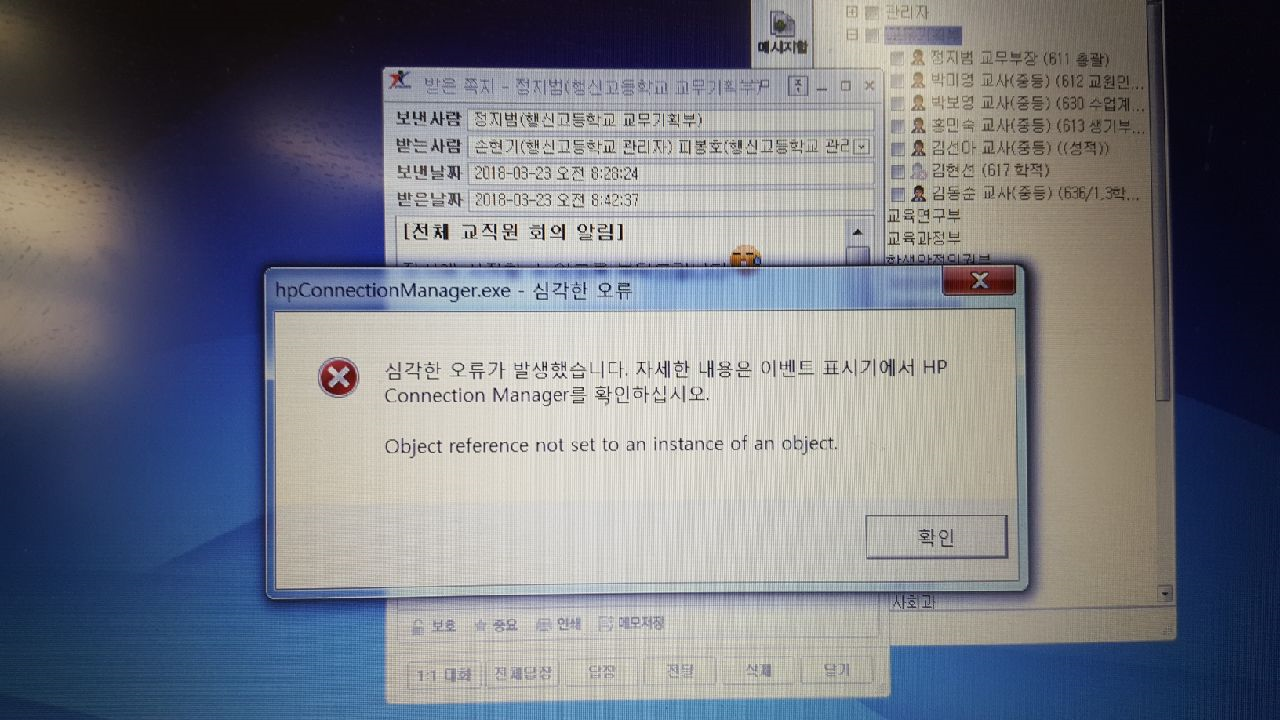 메시지함
관리자
정지범 교무부장 (611 총괄)
박미영 교사(중등) (612 교원민...
박보영 교사(중등) (630 수업계...
홍민숙 교사(중등) (613 생기부...
김선아 교사(중등) ((성적))
김현선 (617 학적)
김동순 교사(중등) (636/1,3학...
교육연구부
교육과정부
학생안전인권부
받은 쪽지 - 정지범(행신고등학교 교무기획부)
보낸사람 정지범(행신고등학교 교무기획부)
받는사람 손현기(행신고등학교 관리자) 피봉호(행신고등학교 관리
보낸날짜 2018-03-23 오전 8:28:24
받은날짜 2018-03-23 오전 8:42:37
[전체 교직원 회의 알림]
hpConnectionManager.exe - 심각한 오류
심각한 오류가 발생했습니다. 자세한 내용은 이벤트 표시기에서 HP
Connection Manager를 확인하십시오.
Object reference not set to an instance of an object.
확인
사회과
보호 중요 인쇄 메모저장
1:1 대화 전체답장 답장 전달 삭제 닫기